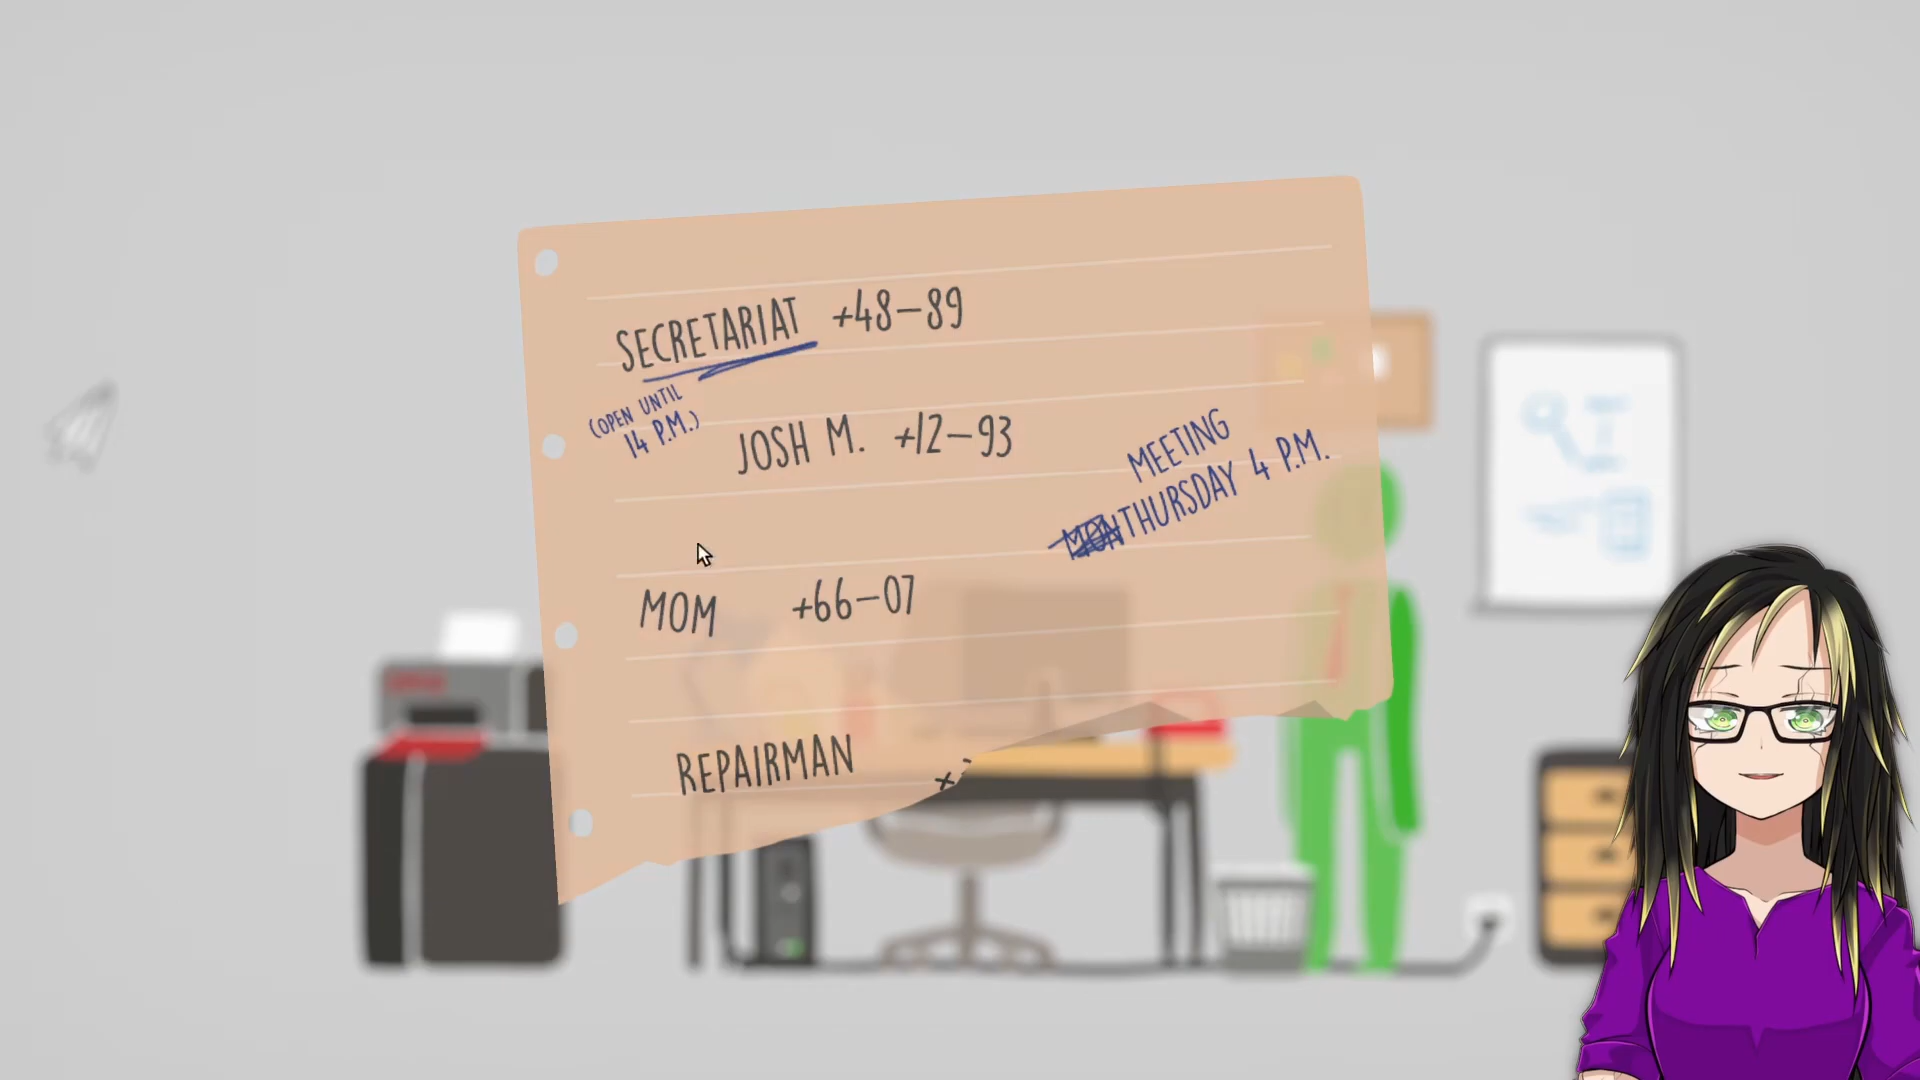 SECRETARIAT +48-89
(OPEN UNTIL
14 P.M.)
JOSH M. +12-93
MEETING
MON THURSDAY 4 P.M.
MOM +66-07
REPAIRMAN +